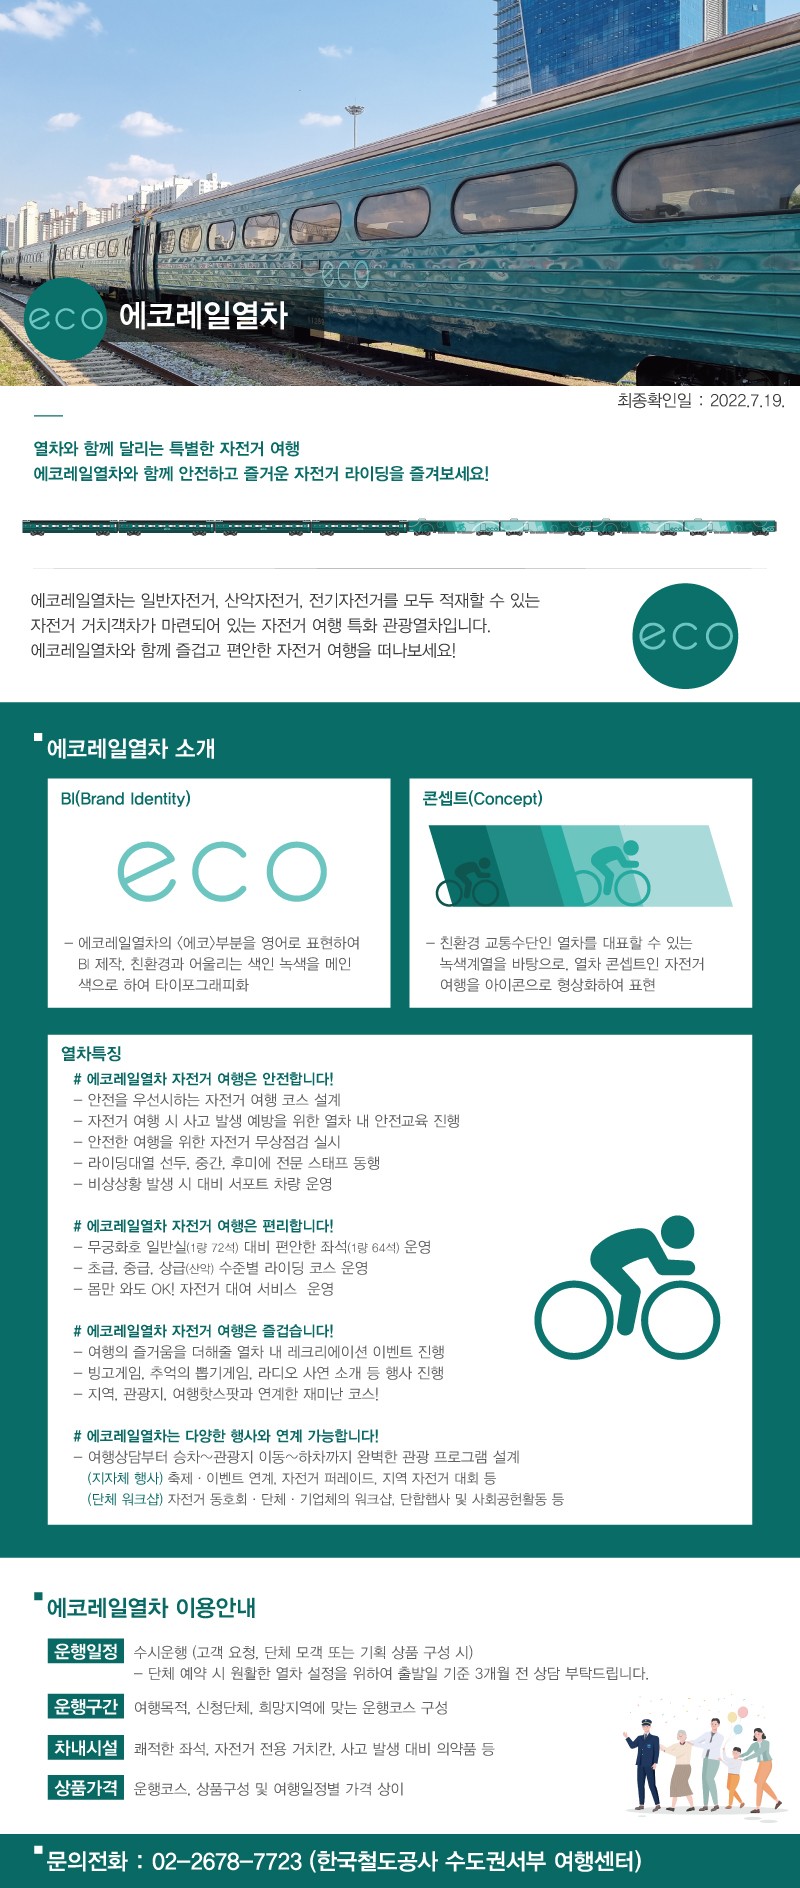 eco
eco 에코레일열차
최종확인일 : 2022.7.19.
열차와 함께 달리는 특별한 자전거 여행
에코레일열차와 함께 안전하고 즐거운 자전거 라이딩을 즐겨보세요!
에코레일열차는 일반자전거, 산악자전거, 전기자전거를 모두 적재할 수 있는
자전거 거치객차가 마련되어 있는 자전거 여행 특화 관광열차입니다.
에코레일열차와 함께 즐겁고 편안한 자전거 여행을 떠나보세요!
eco
에코레일열차 소개
BI(Brand Identity)
eco
- 에코레일열차의 <에코>부분을 영어로 표현하여
BI 제작, 친환경과 어울리는 색인 녹색을 메인
색으로 하여 타이포그래피화
콘셉트(Concept)
- 친환경 교통수단인 열차를 대표할 수 있는
녹색계열을 바탕으로, 열차 콘셉트인 자전거
여행을 아이콘으로 형상화하여 표현
열차특징
# 에코레일열차 자전거 여행은 안전합니다!
- 안전을 우선시하는 자전거 여행 코스 설계
- 자전거 여행 시 사고 발생 예방을 위한 열차 내 안전교육 진행
- 안전한 여행을 위한 자전거 무상점검 실시
- 라이딩대열 선두, 중간, 후미에 전문 스태프 동행
- 비상상황 발생 시 대비 서포트 차량 운영
# 에코레일열차 자전거 여행은 편리합니다!
- 무궁화호 일반실(1량 72석) 대비 편안한 좌석(1량 64석) 운영
- 초급, 중급, 상급(산악) 수준별 라이딩 코스 운영
- 몸만 와도 OK! 자전거 대여 서비스 운영
# 에코레일열차 자전거 여행은 즐겁습니다!
- 여행의 즐거움을 더해줄 열차 내 레크리에이션 이벤트 진행
- 빙고게임, 추억의 뽑기게임, 라디오 사연 소개 등 행사 진행
- 지역, 관광지, 여행핫스팟과 연계한 재미난 코스!
# 에코레일열차는 다양한 행사와 연계 가능합니다!
- 여행상담부터 승차~관광지 이동~하차까지 완벽한 관광 프로그램 설계
(지자체 행사) 축제 · 이벤트 연계, 자전거 퍼레이드, 지역 자전거 대회 등
(단체 워크샵) 자전거 동호회 · 단체 · 기업체의 워크샵, 단합햅사 및 사회공헌활동 등
에코레일열차 이용안내
운행일정 수시운행 (고객 요청, 단체 모객 또는 기획 상품 구성 시)
- 단체 예약 시 원활한 열차 설정을 위하여 출발일 기준 3개월 전 상담 부탁드립니다.
운행구간 여행목적, 신청단체, 희망지역에 맞는 운행코스 구성
차내시설 쾌적한 좌석, 자전거 전용 거치칸, 사고 발생 대비 의약품 등
상품가격 운행코스, 상품구성 및 여행일정별 가격 상이
문의전화 : 02-2678-7723 (한국철도공사 수도권서부 여행센터)